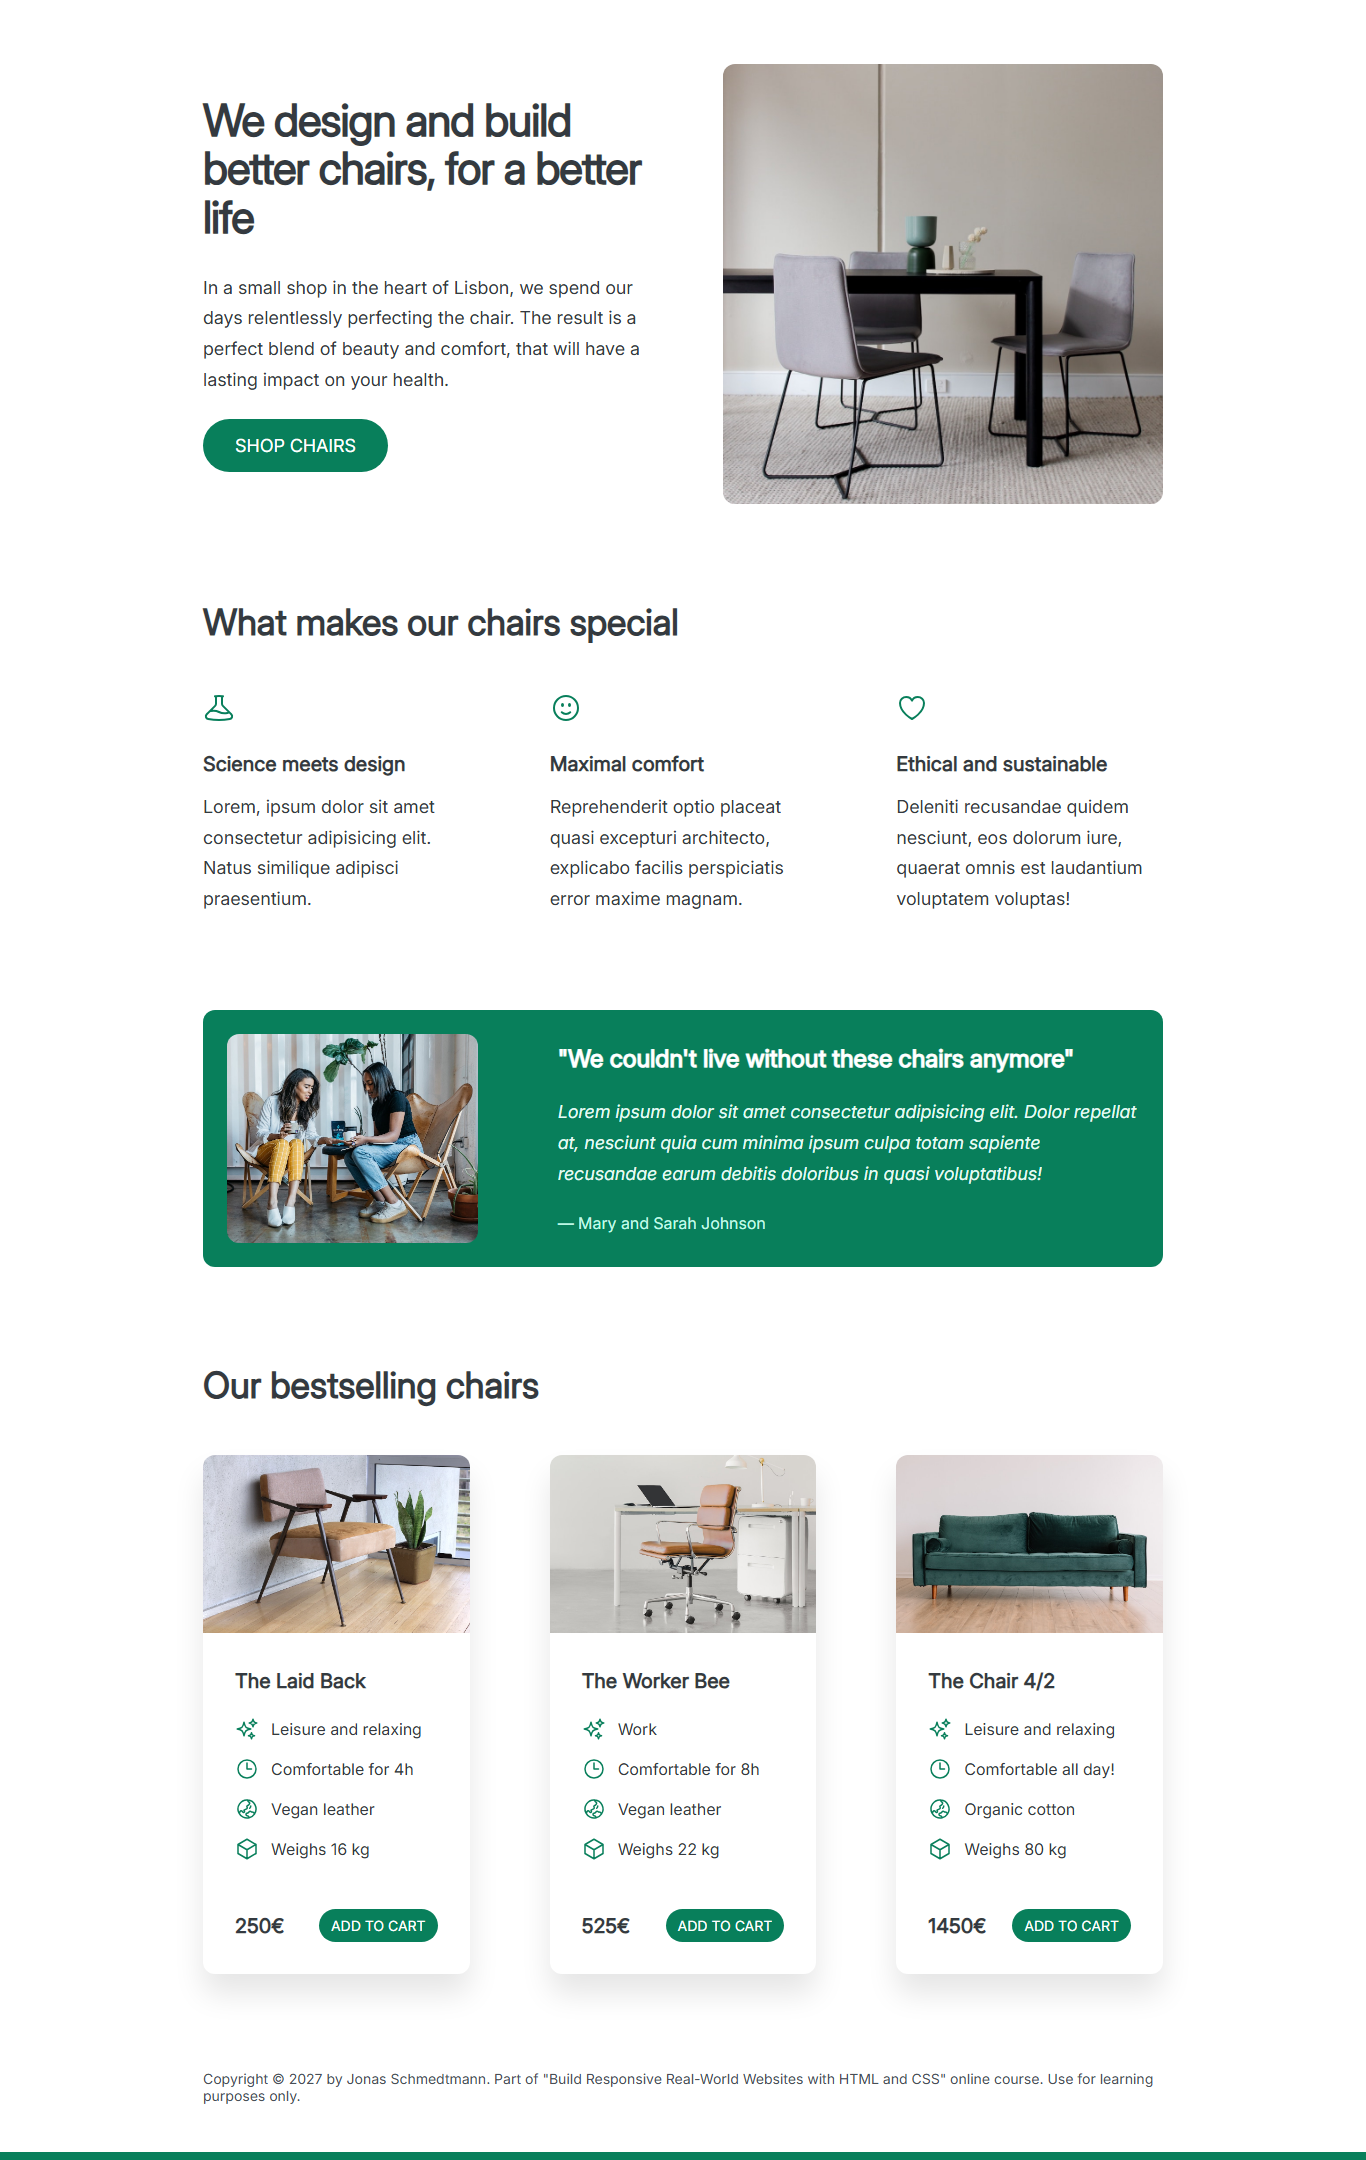 We design and build
better chairs, for a better
life
In a small shop in the heart of Lisbon, we spend our
days relentlessly perfecting the chair. The result is a
perfect blend of beauty and comfort, that will have a
lasting impact on your health.
SHOP CHAIRS
What makes our chairs special
Science meets design
Lorem, ipsum dolor sit amet
consectetur adipisicing elit.
Natus similique adipisci
praesentium.
Maximal comfort
Reprehenderit optio placeat
quasi excepturi architecto,
explicabo facilis perspiciatis
error maxime magnam.
Ethical and sustainable
Deleniti recusandae quidem
nesciunt, eos dolorum iure,
quaerat omnis est laudantium
voluptatem voluptas!
"We couldn't live without these chairs anymore"
Lorem ipsum dolor sit amet consectetur adipisicing elit. Dolor repellat
at, nesciunt quia cum minima ipsum culpa totam sapiente
recusandae earum debitis doloribus in quasi voluptatibus!
— Mary and Sarah Johnson
Our bestselling chairs
The Laid Back
Leisure and relaxing
Comfortable for 4h
Vegan leather
Weighs 16 kg
250€
ADD TO CART
The Worker Bee
Work
Comfortable for 8h
Vegan leather
Weighs 22 kg
525€
ADD TO CART
The Chair 4/2
Leisure and relaxing
Comfortable all day!
Organic cotton
Weighs 80 kg
1450€
ADD TO CART
Copyright © 2027 by Jonas Schmedtmann. Part of "Build Responsive Real-World Websites with HTML and CSS" online course. Use for learning
purposes only.